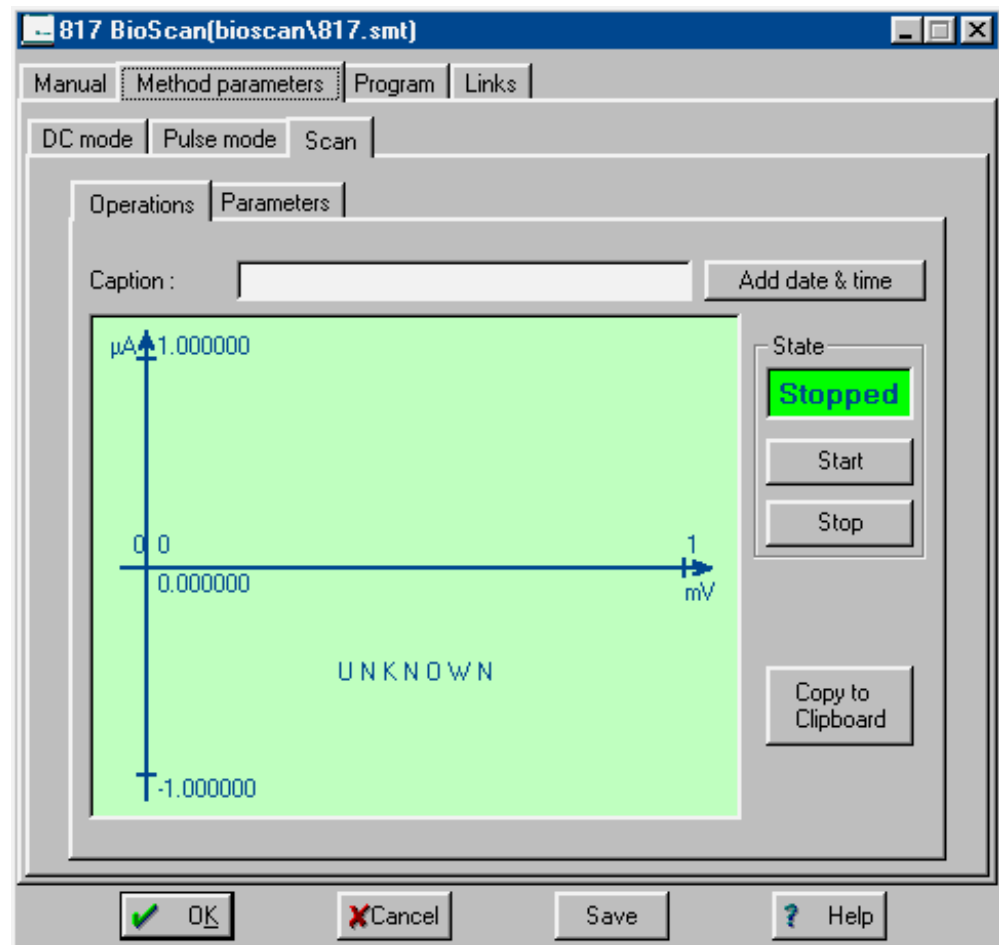 817 BioScan(bioscan\817.smt)
Manual Method parameters Program Links
DC mode Pulse mode Scan
Operations Parameters
Caption : Add date & time
µA 1.000000
State
Stopped
Start
Stop
0 0 1
0.000000 mV
UNKNOWN
Copy to
Clipboard
-1.000000
OK Cancel Save ? Help